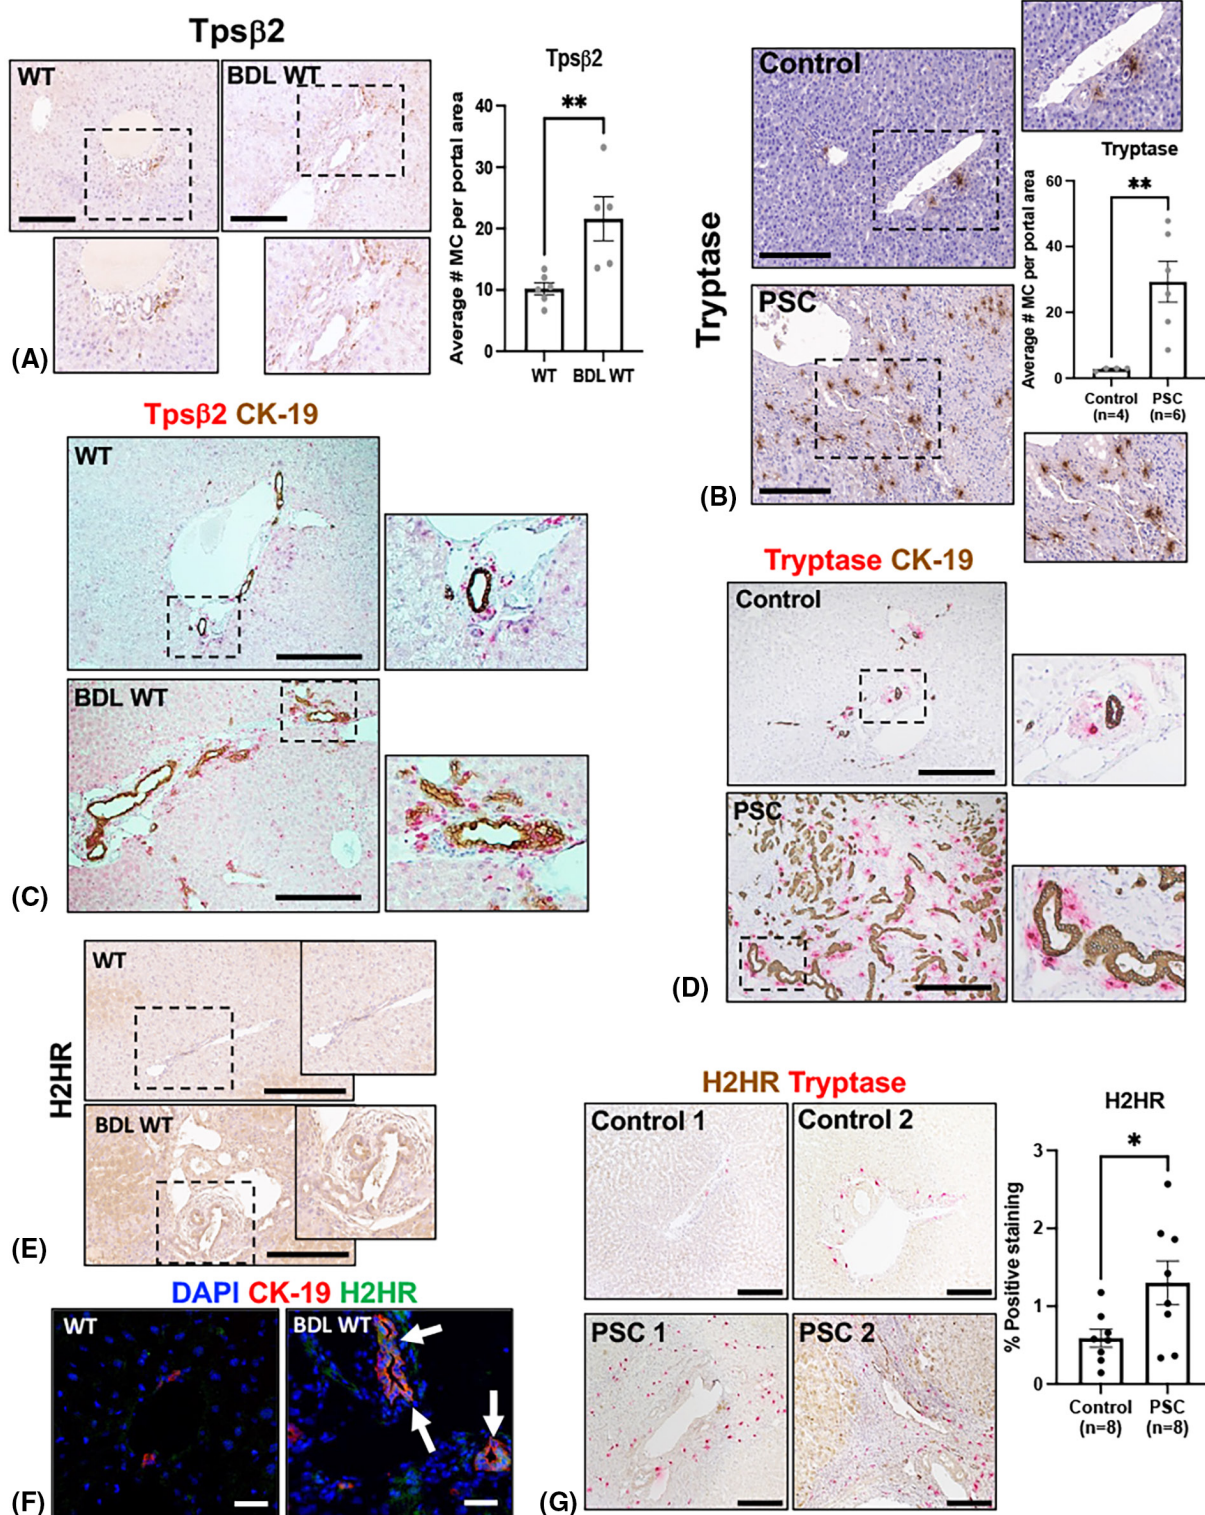 Tpsβ2
WT
BDL WT
(A)
Tpsβ2
**
Average # MC per portal area
40
30
20
10
0
WT
BDL WT
Tryptase
Control
PSC
(B)
Tryptase
**
Average # MC per portal area
60
40
20
0
Control
(n=4)
PSC
(n=6)
Tpsβ2 CK-19
WT
BDL WT
(C)
Tryptase CK-19
Control
PSC
(D)
H2HR
WT
BDL WT
(E)
DAPI CK-19 H2HR
WT
BDL WT
(F)
H2HR Tryptase
Control 1
Control 2
PSC 1
PSC 2
(G)
H2HR
*
% Positive staining
3
2
1
0
Control
(n=8)
PSC
(n=8)